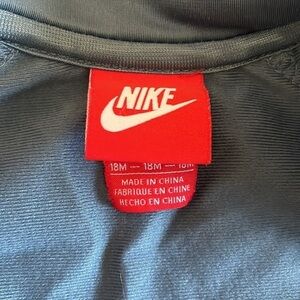 NIKE
18M — 18M — 18M
MADE IN CHINA
FABRIQUÉ EN CHINE
HECHO EN CHINA